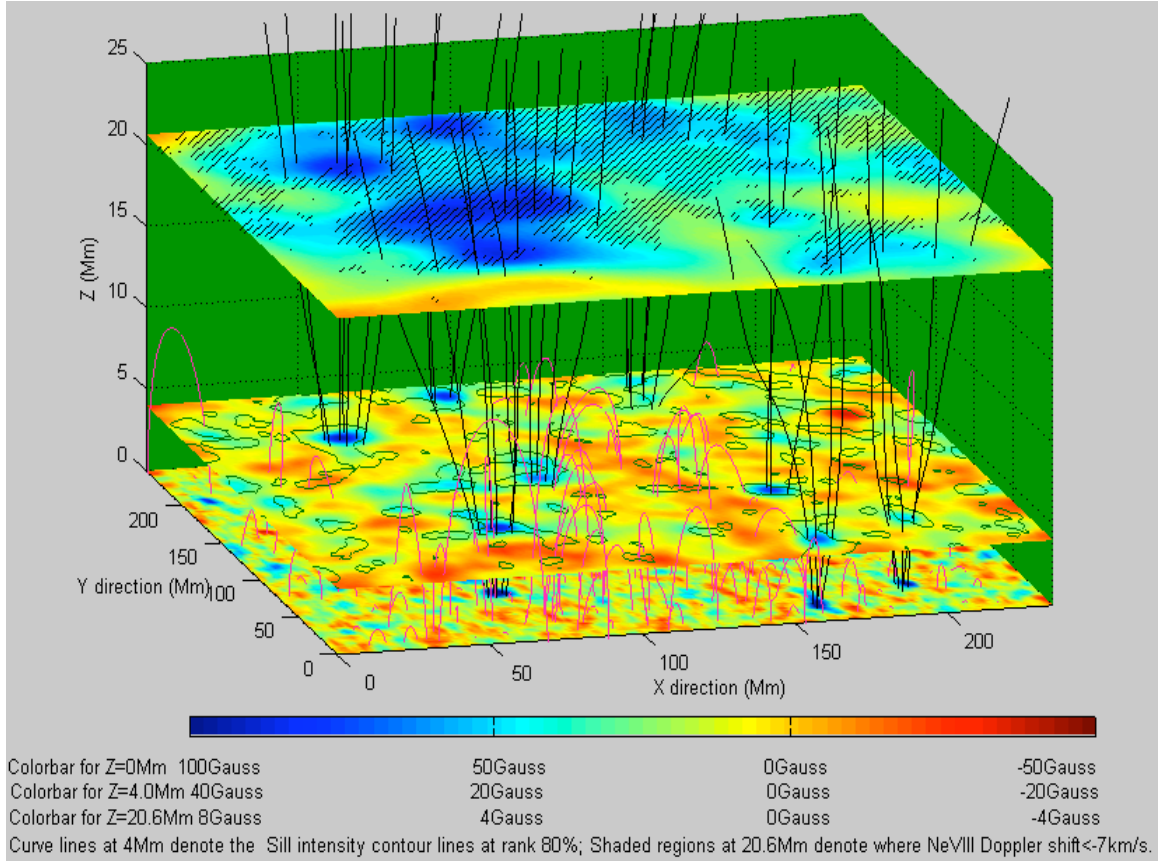 25
20
15
10
5
0
Z (Mm)
200
150
100
50
0
Y direction (Mm)
0
50
100
150
200
X direction (Mm)
Colorbar for Z=0Mm 100Gauss 50Gauss 0Gauss -50Gauss
Colorbar for Z=4.0Mm 40Gauss 20Gauss 0Gauss -20Gauss
Colorbar for Z=20.6Mm 8Gauss 4Gauss 0Gauss -4Gauss
Curve lines at 4Mm denote the Sill intensity contour lines at rank 80%; Shaded regions at 20.6Mm denote where NeVIII Doppler shift<-7km/s.